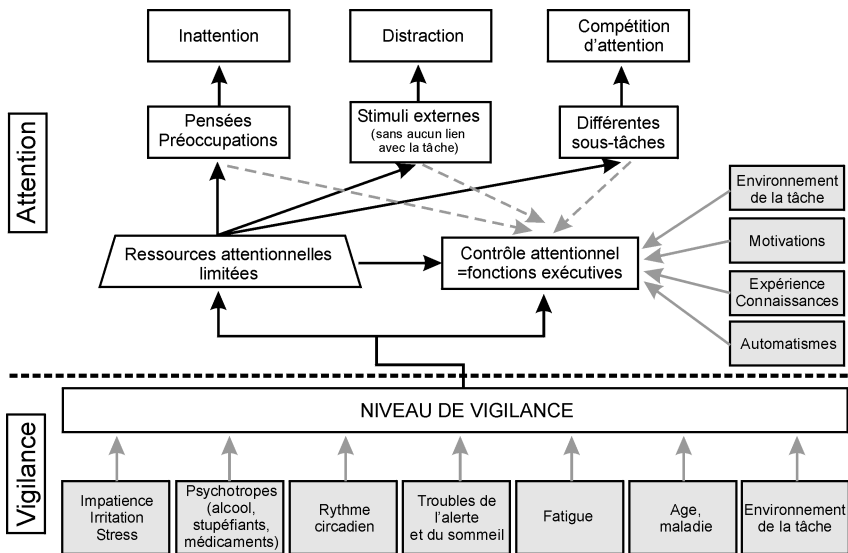 Inattention
Distraction
Compétition
d'attention
Attention
Pensées
Préoccupations
Stimuli externes
(sans aucun lien
avec la tâche)
Différentes
sous-tâches
Environnement
de la tâche
Motivations
Expérience
Connaissances
Automatismes
Ressources attentionnelles
limitées
Contrôle attentionnel
=fonctions exécutives
NIVEAU DE VIGILANCE
Vigilance
Impatience
Irritation
Stress
Psychotropes
(alcool,
stupéfiants,
médicaments)
Rythme
circadien
Troubles de
l'alerte
et du sommeil
Fatigue
Age,
maladie
Environnement
de la tâche